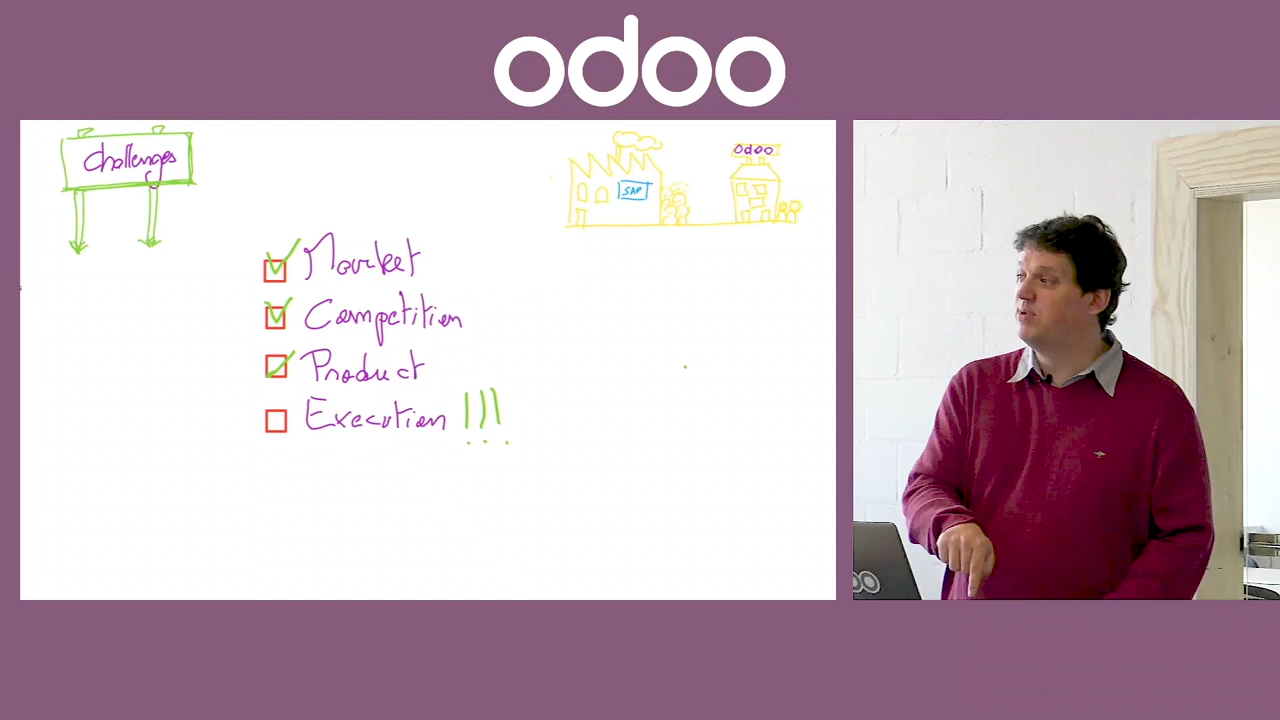 odoo
Challenges
SAP
Odoo
Market
Competition
Product
Execution !!!